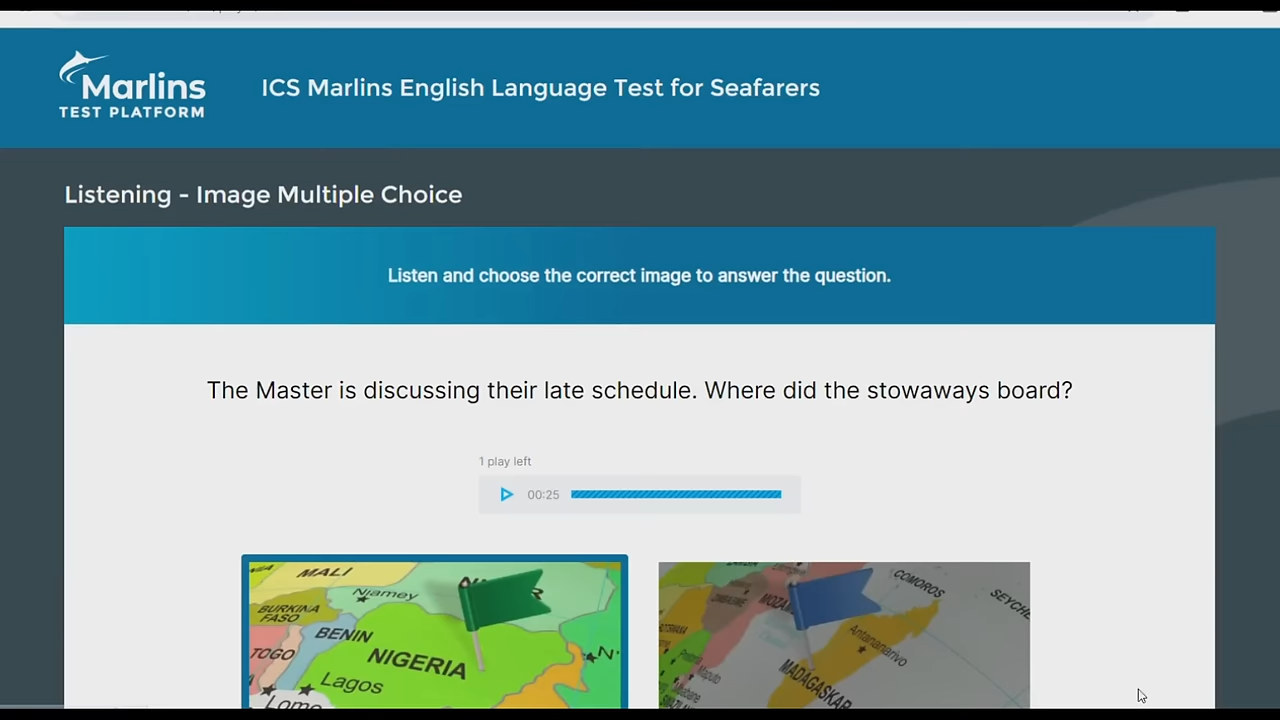 Marlins
TEST PLATFORM
ICS Marlins English Language Test for Seafarers
Listening - Image Multiple Choice
Listen and choose the correct image to answer the question.
The Master is discussing their late schedule. Where did the stowaways board?
1 play left
00:25
MALI
Niamey
BURKINA
FASO
BENIN
TOGO
NIGERIA
Lagos
Lome
COMOROS
Antananarivo
MADAGASKAR
Maputo